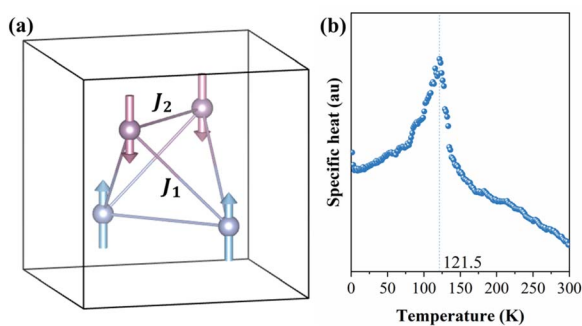 (a)
J₂
J₁
(b)
Specific heat (au)
121.5
0 50 100 150 200 250 300
Temperature (K)